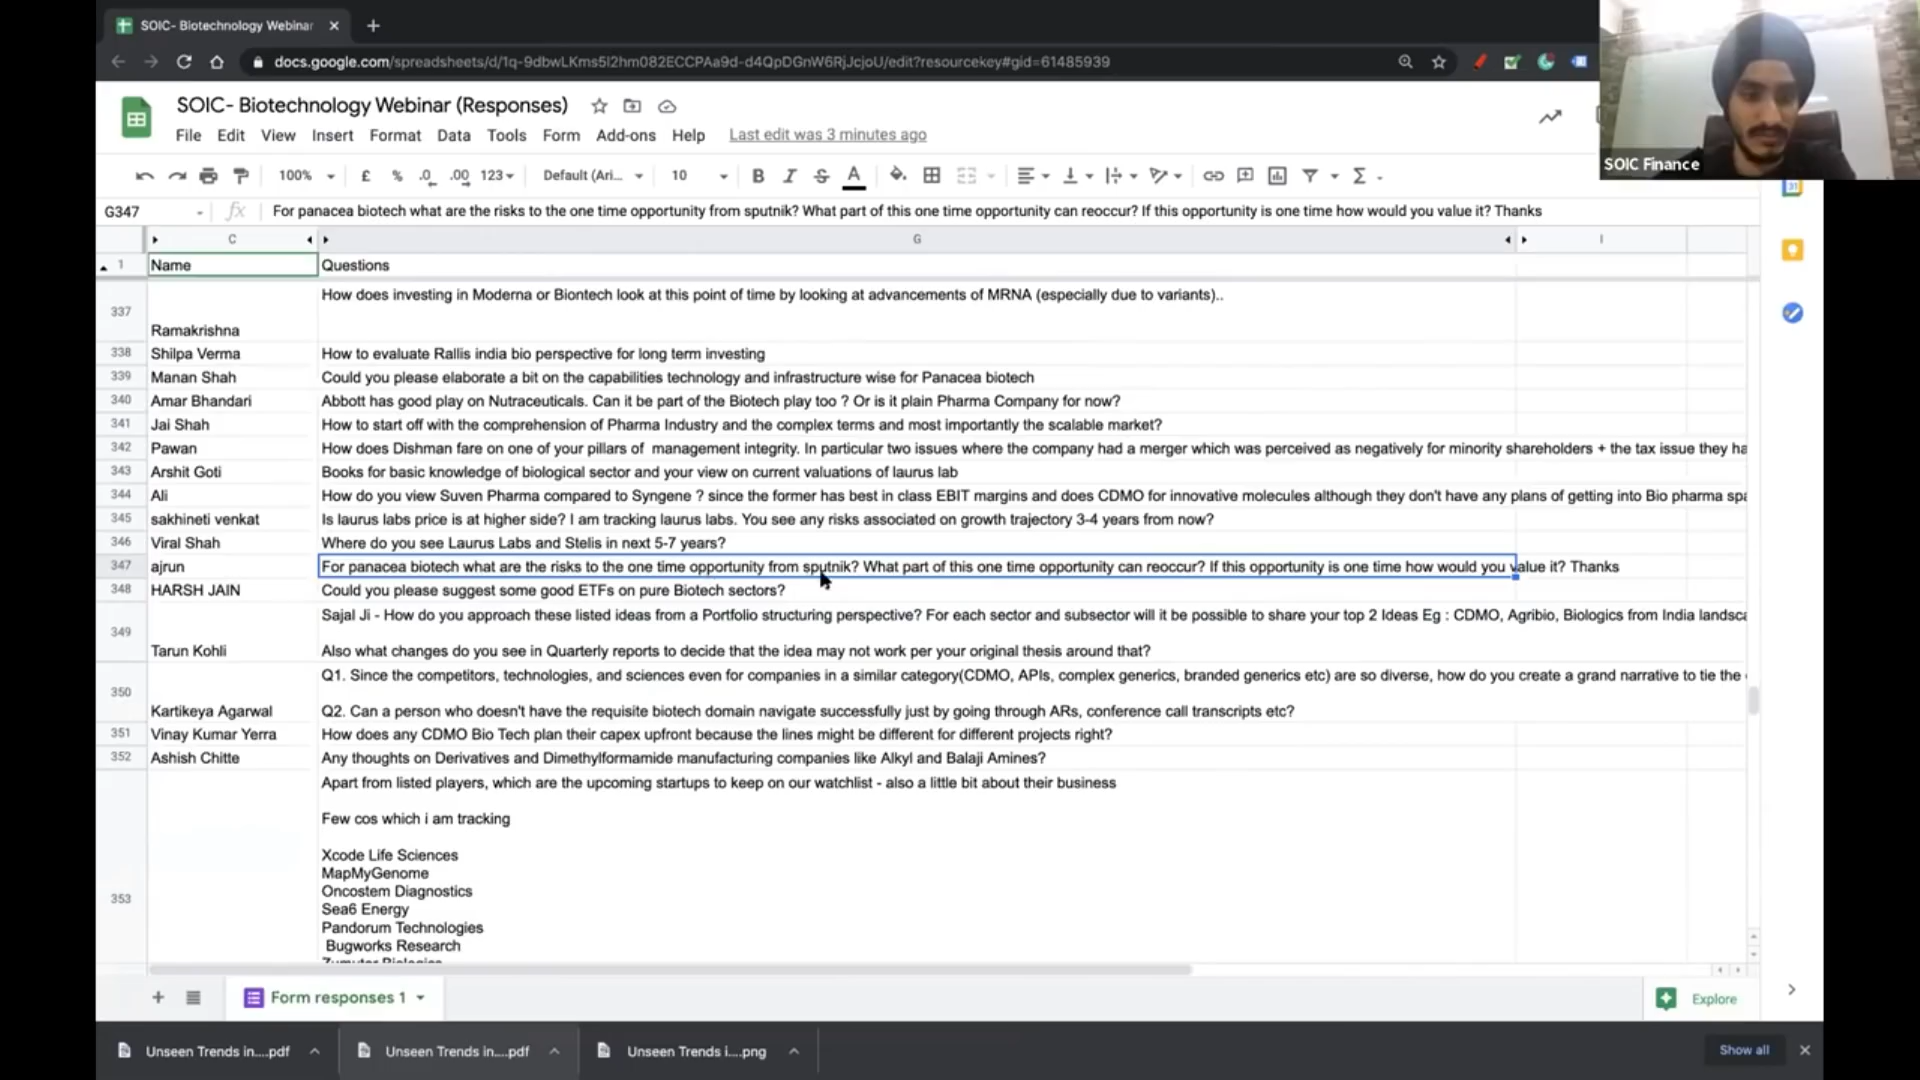 SOIC- Biotechnology Webinar
docs.google.com/spreadsheets/d/1q-9dbwLKms5l2hm082ECCPAa9d-d4QpDGnW6RjJcjoU/edit?resourcekey#gid=61485939
SOIC- Biotechnology Webinar (Responses)
File Edit View Insert Format Data Tools Form Add-ons Help Last edit was 3 minutes ago
SOIC Finance
100% £ % .0 .00 123 Default (Ari... 10 B I S A
G347 fx For panacea biotech what are the risks to the one time opportunity from sputnik? What part of this one time opportunity can reoccur? If this opportunity is one time how would you value it? Thanks
C G I
1 Name Questions
337 Ramakrishna How does investing in Moderna or Biontech look at this point of time by looking at advancements of MRNA (especially due to variants)..
338 Shilpa Verma How to evaluate Rallis india bio perspective for long term investing
339 Manan Shah Could you please elaborate a bit on the capabilities technology and infrastructure wise for Panacea biotech
340 Amar Bhandari Abbott has good play on Nutraceuticals. Can it be part of the Biotech play too ? Or is it plain Pharma Company for now?
341 Jai Shah How to start off with the comprehension of Pharma Industry and the complex terms and most importantly the scalable market?
342 Pawan How does Dishman fare on one of your pillars of management integrity. In particular two issues where the company had a merger which was perceived as negatively for minority shareholders + the tax issue they ha
343 Arshit Goti Books for basic knowledge of biological sector and your view on current valuations of laurus lab
344 Ali How do you view Suven Pharma compared to Syngene ? since the former has best in class EBIT margins and does CDMO for innovative molecules although they don't have any plans of getting into Bio pharma spa
345 sakhineti venkat Is laurus labs price is at higher side? I am tracking laurus labs. You see any risks associated on growth trajectory 3-4 years from now?
346 Viral Shah Where do you see Laurus Labs and Stelis in next 5-7 years?
347 ajrun For panacea biotech what are the risks to the one time opportunity from sputnik? What part of this one time opportunity can reoccur? If this opportunity is one time how would you value it? Thanks
348 HARSH JAIN Could you please suggest some good ETFs on pure Biotech sectors?
Sajal Ji - How do you approach these listed ideas from a Portfolio structuring perspective? For each sector and subsector will it be possible to share your top 2 Ideas Eg : CDMO, Agribio, Biologics from India landsca
349 Tarun Kohli Also what changes do you see in Quarterly reports to decide that the idea may not work per your original thesis around that?
Q1. Since the competitors, technologies, and sciences even for companies in a similar category(CDMO, APIs, complex generics, branded generics etc) are so diverse, how do you create a grand narrative to tie the
350 Kartikeya Agarwal Q2. Can a person who doesn't have the requisite biotech domain navigate successfully just by going through ARs, conference call transcripts etc?
351 Vinay Kumar Yerra How does any CDMO Bio Tech plan their capex upfront because the lines might be different for different projects right?
352 Ashish Chitte Any thoughts on Derivatives and Dimethylformamide manufacturing companies like Alkyl and Balaji Amines?
Apart from listed players, which are the upcoming startups to keep on our watchlist - also a little bit about their business
Few cos which i am tracking
Xcode Life Sciences
MapMyGenome
Oncostem Diagnostics
353 Sea6 Energy
Pandorum Technologies
Bugworks Research
Form responses 1
Explore
Unseen Trends in....pdf Unseen Trends in....pdf Unseen Trends i....png Show all